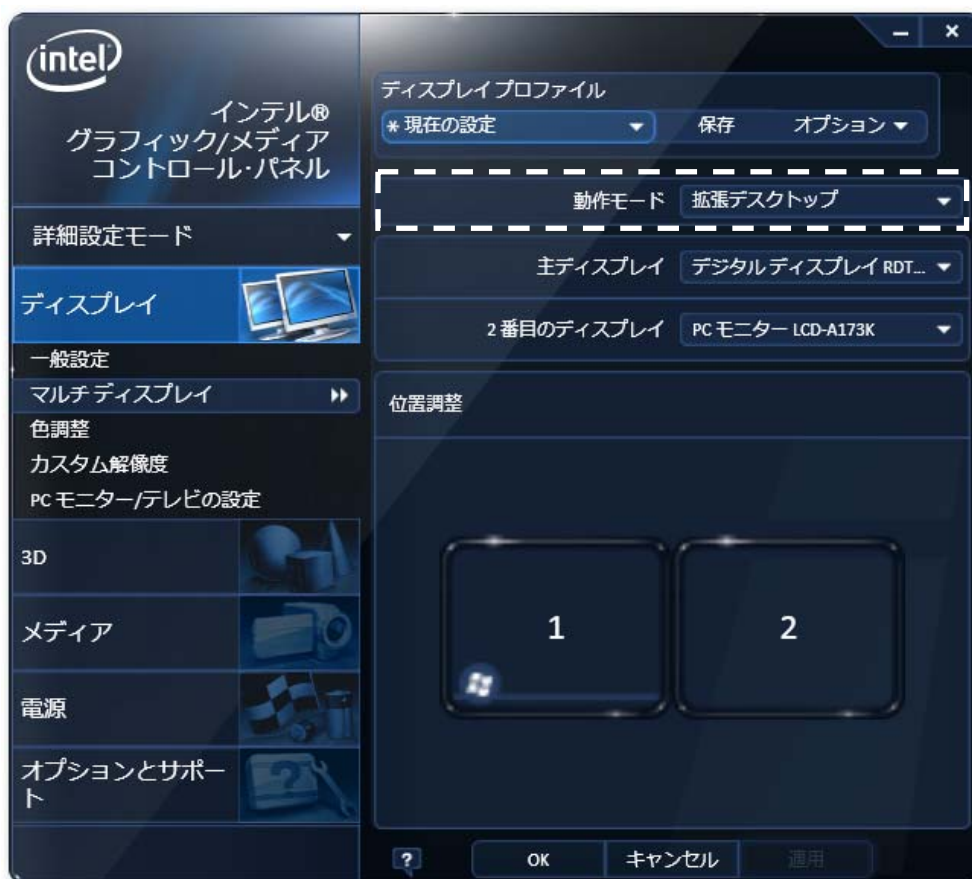 intel
インテル®
グラフィック/メディア
コントロール・パネル
詳細設定モード
ディスプレイ
一般設定
マルチ ディスプレイ
色調整
カスタム解像度
PC モニター/テレビの設定
3D
メディア
電源
オプションとサポー
ト
ディスプレイ プロファイル
* 現在の設定 保存 オプション
動作モード 拡張デスクトップ
主ディスプレイ デジタル ディスプレイ RDT...
2 番目のディスプレイ PC モニター LCD-A173K
位置調整
1 2
? OK キャンセル 適用